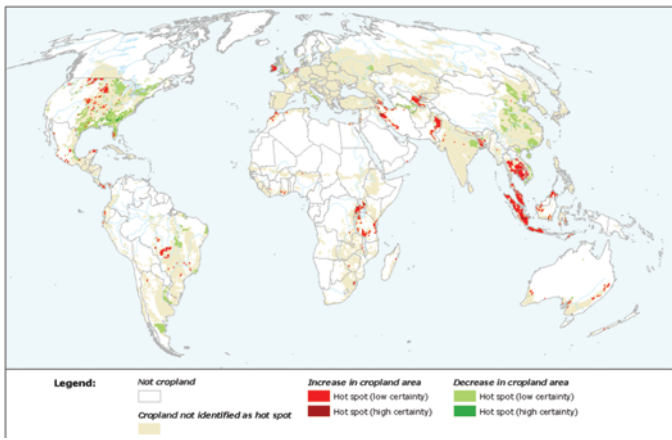 Legend:
Not cropland
Cropland not identified as hot spot
Increase in cropland area
Hot spot (low certainty)
Hot spot (high certainty)
Decrease in cropland area
Hot spot (low certainty)
Hot spot (high certainty)